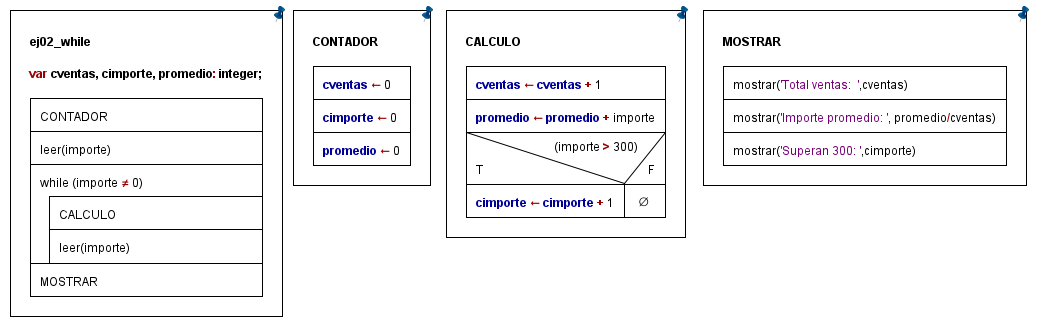 ej02_while
var cventas, cimporte, promedio: integer;
CONTADOR
leer(importe)
while (importe ≠ 0)
CALCULO
leer(importe)
MOSTRAR
CONTADOR
cventas ← 0
cimporte ← 0
promedio ← 0
CALCULO
cventas ← cventas + 1
promedio ← promedio + importe
(importe > 300)
T F
cimporte ← cimporte + 1 ∅
MOSTRAR
mostrar('Total ventas:  ',cventas)
mostrar('Importe promedio: ', promedio/cventas)
mostrar('Superan 300: ',cimporte)